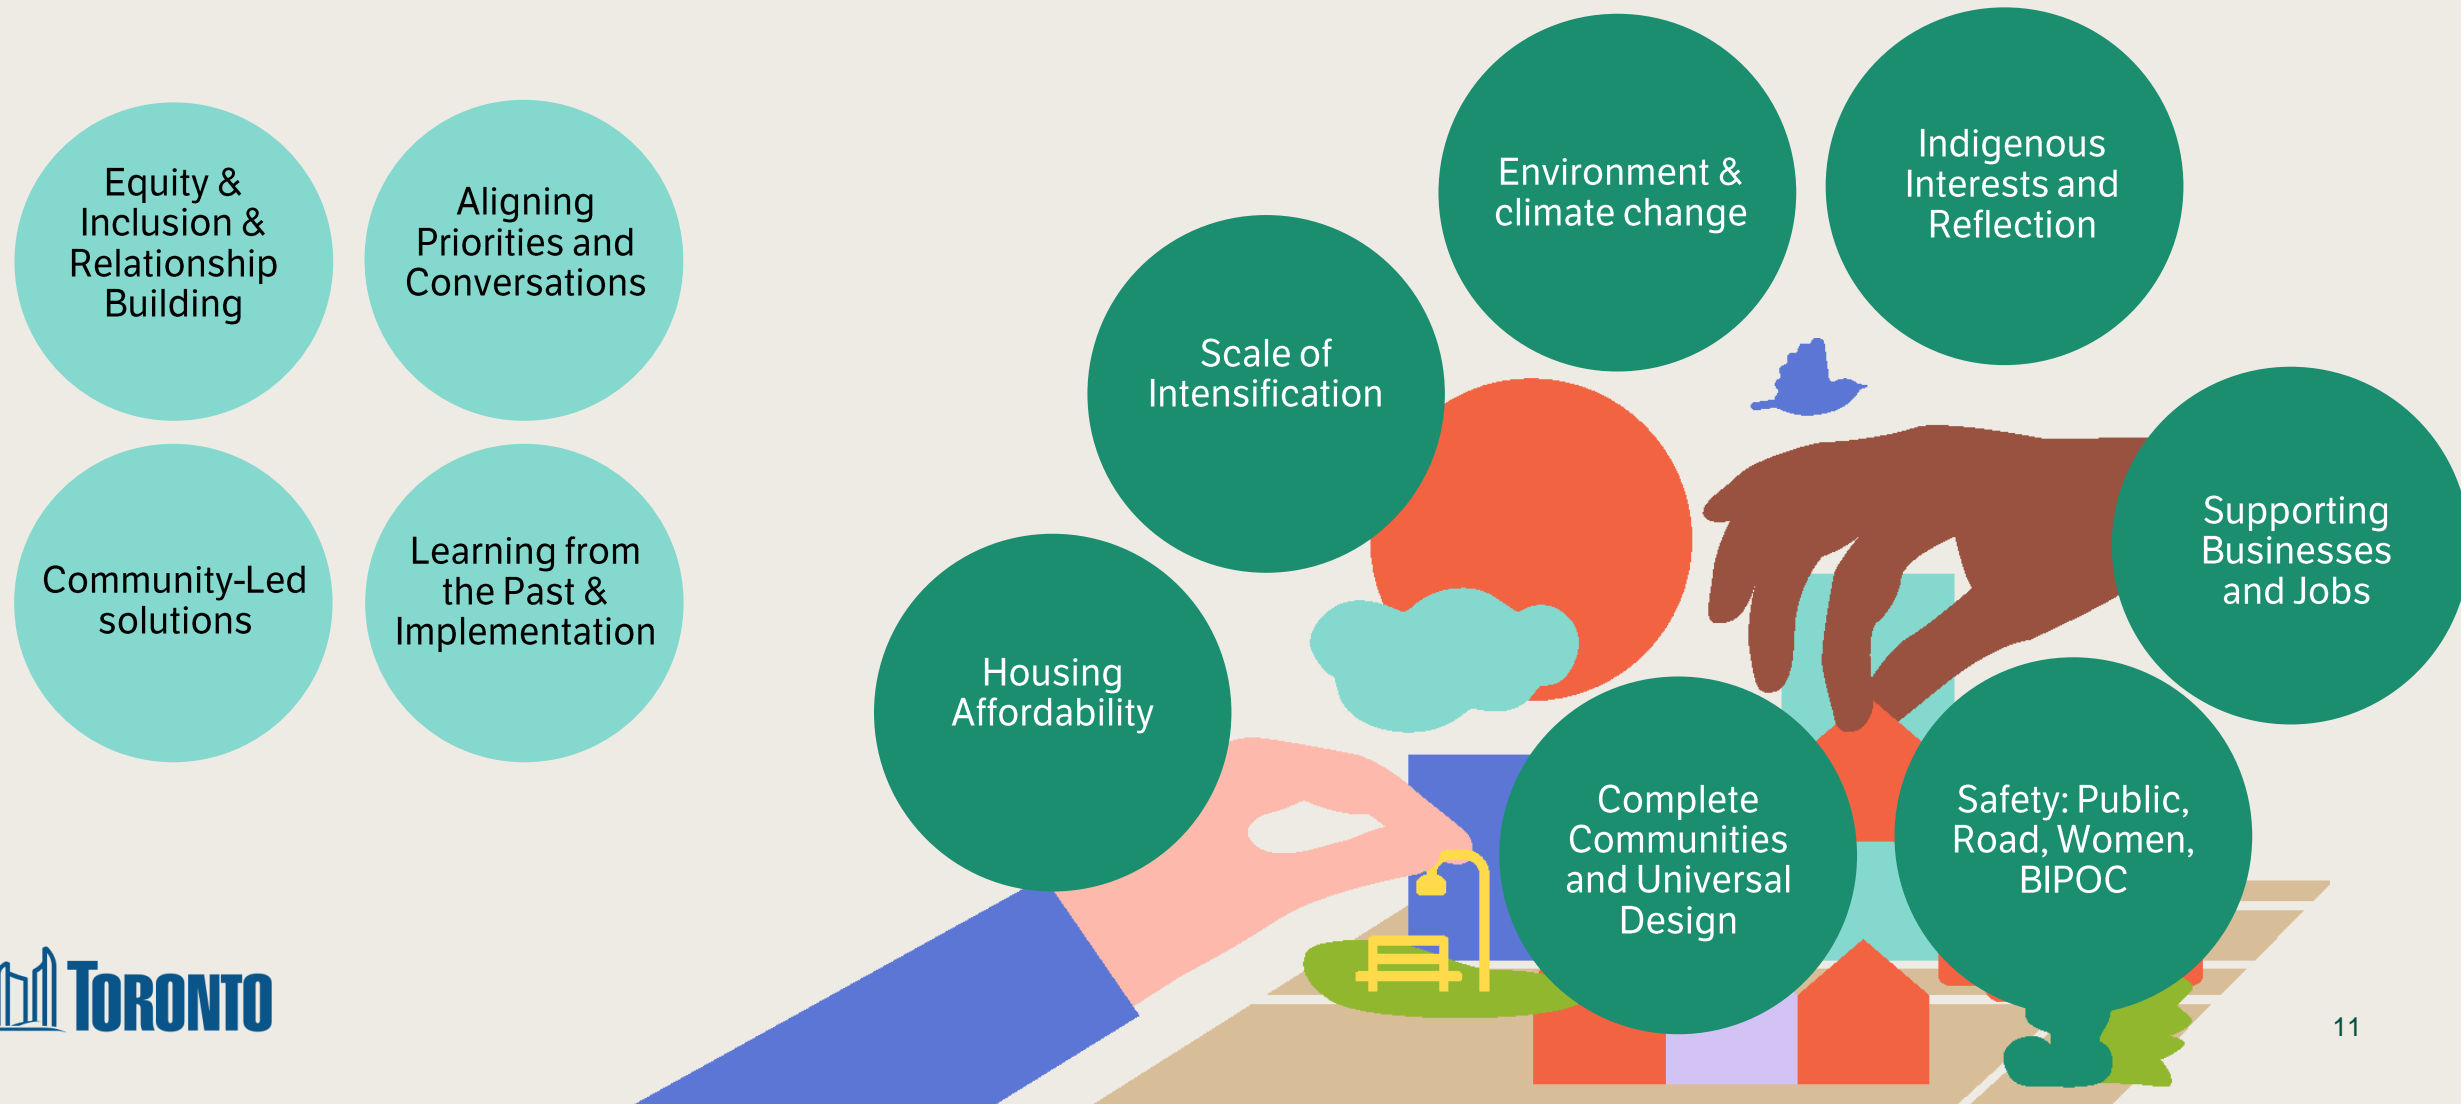 Equity &
Inclusion &
Relationship
Building
Aligning
Priorities and
Conversations
Community-Led
solutions
Learning from
the Past &
Implementation
Housing
Affordability
Scale of
Intensification
Environment &
climate change
Indigenous
Interests and
Reflection
Supporting
Businesses
and Jobs
Complete
Communities
and Universal
Design
Safety: Public,
Road, Women,
BIPOC
TORONTO
11